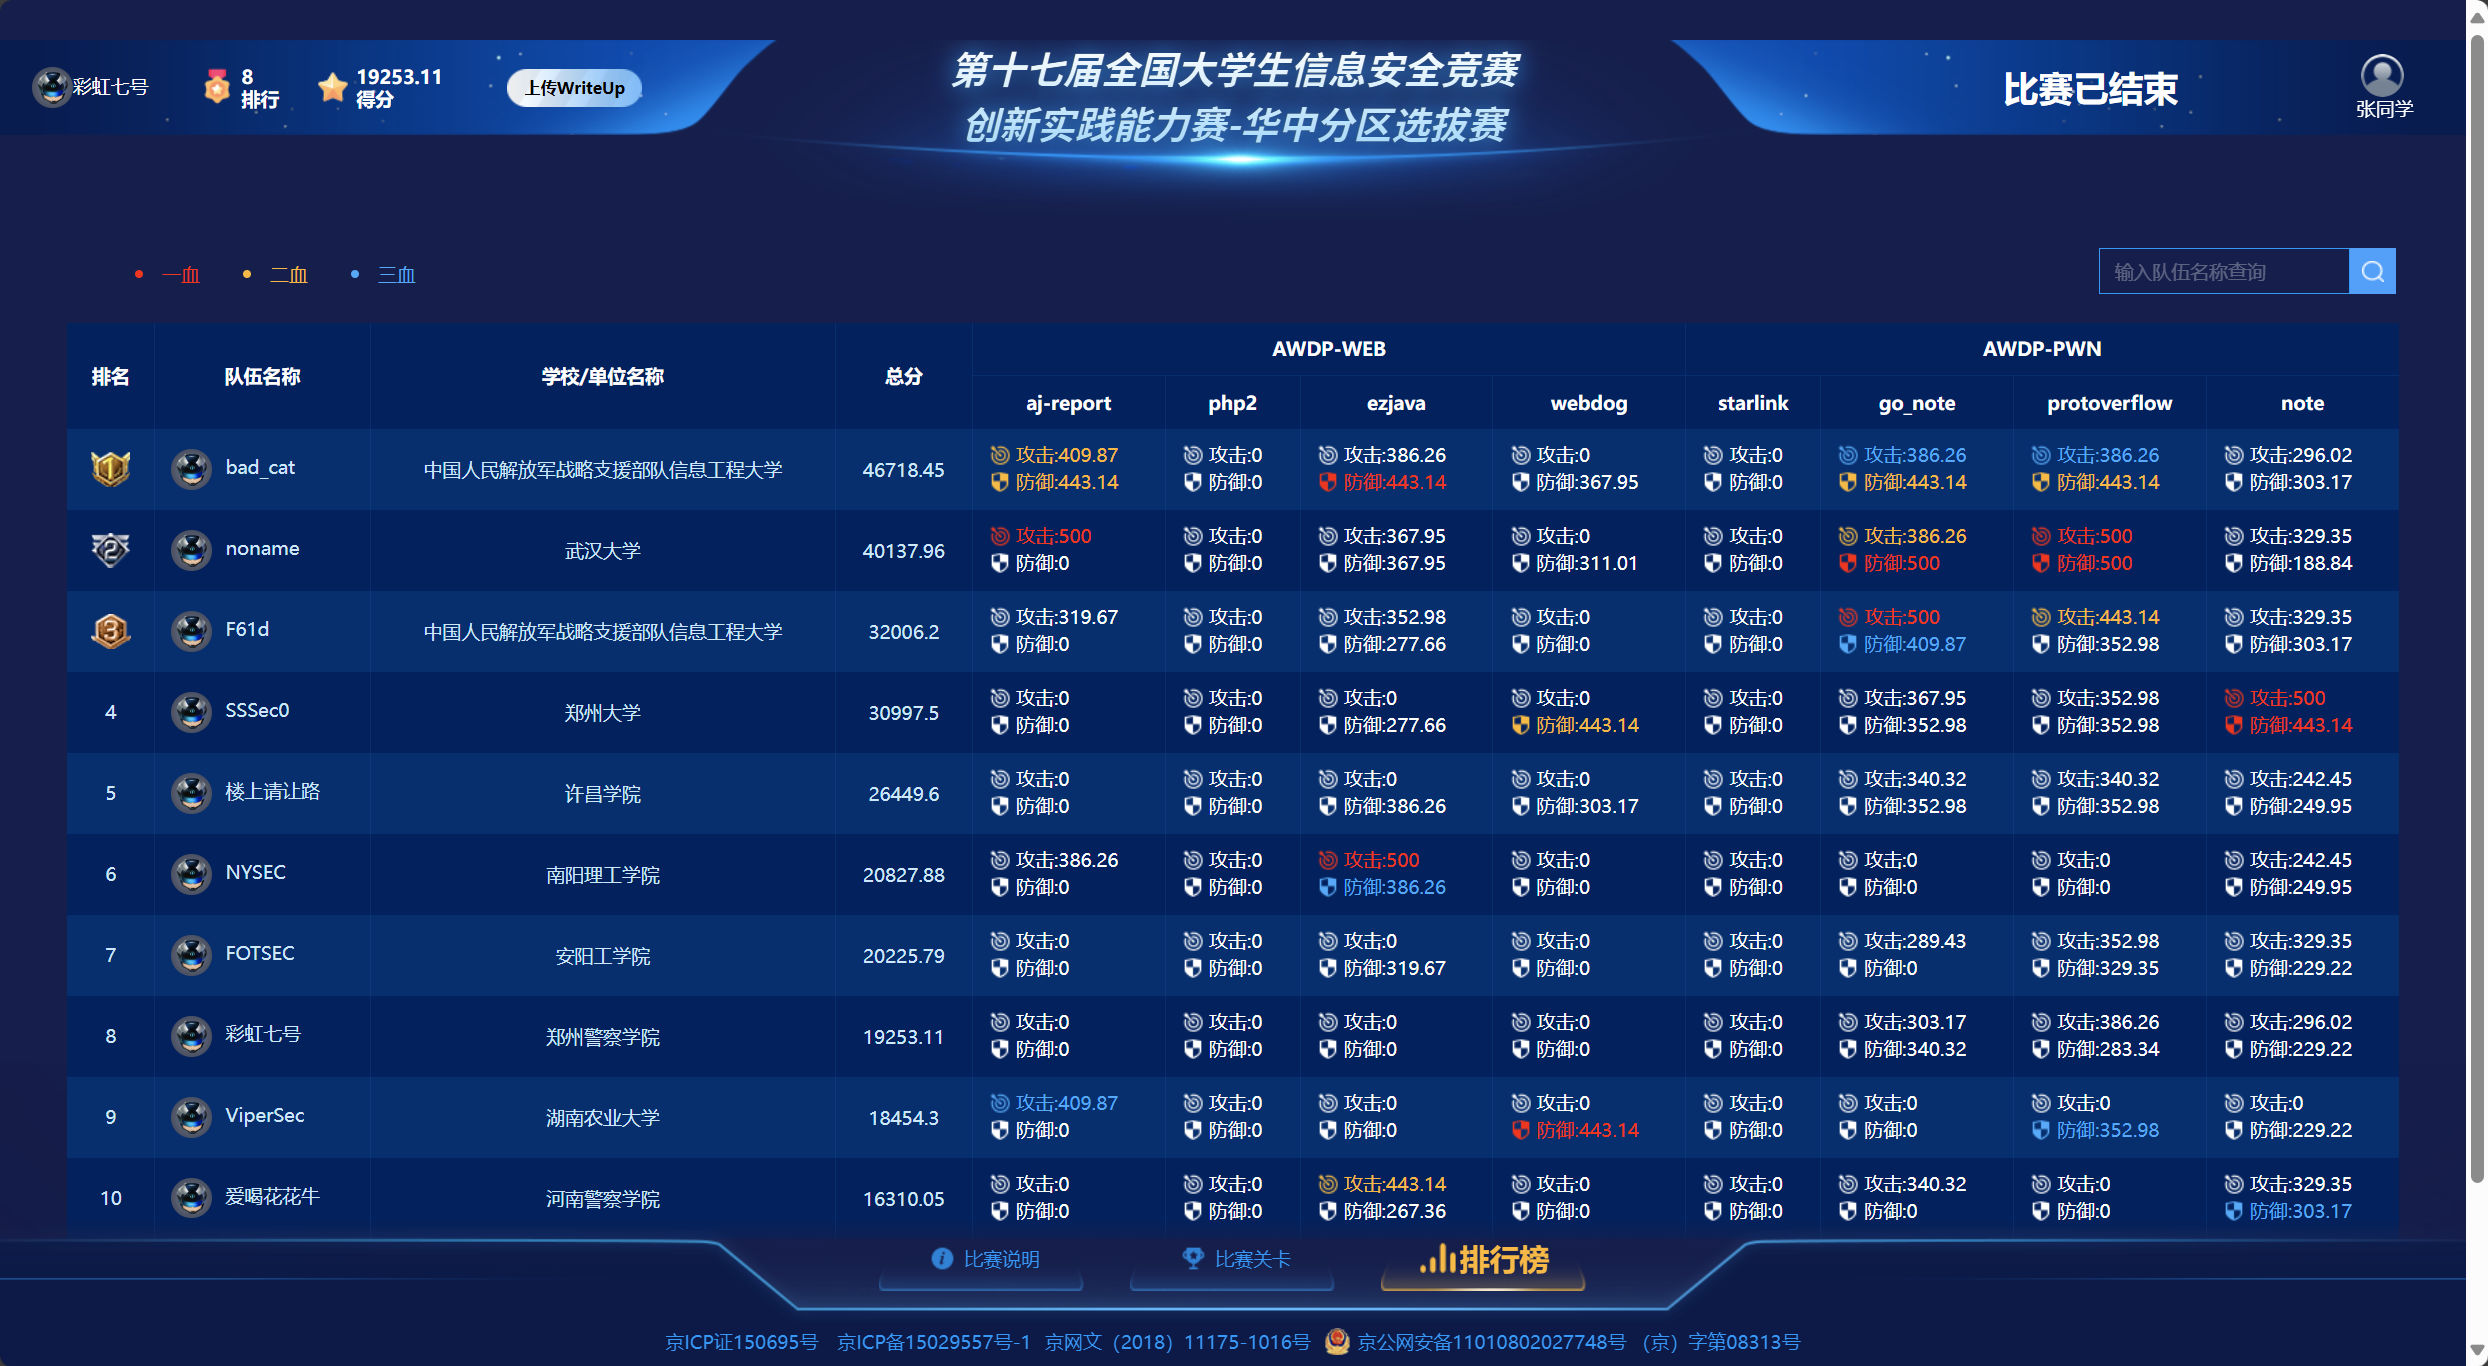 彩虹七号
8
排行
19253.11
得分
上传WriteUp
第十七届全国大学生信息安全竞赛
创新实践能力赛-华中分区选拔赛
比赛已结束
张同学
一血 二血 三血
输入队伍名称查询
排名 队伍名称 学校/单位名称 总分 AWDP-WEB AWDP-PWN
aj-report php2 ezjava webdog starlink go_note protoverflow note
1 bad_cat 中国人民解放军战略支援部队信息工程大学 46718.45
攻击:409.87 攻击:0 攻击:386.26 攻击:0 攻击:0 攻击:386.26 攻击:386.26 攻击:296.02
防御:443.14 防御:0 防御:443.14 防御:367.95 防御:0 防御:443.14 防御:443.14 防御:303.17
2 noname 武汉大学 40137.96
攻击:500 攻击:0 攻击:367.95 攻击:0 攻击:0 攻击:386.26 攻击:500 攻击:329.35
防御:0 防御:0 防御:367.95 防御:311.01 防御:0 防御:500 防御:500 防御:188.84
3 F61d 中国人民解放军战略支援部队信息工程大学 32006.2
攻击:319.67 攻击:0 攻击:352.98 攻击:0 攻击:0 攻击:500 攻击:443.14 攻击:329.35
防御:0 防御:0 防御:277.66 防御:0 防御:0 防御:409.87 防御:352.98 防御:303.17
4 SSSec0 郑州大学 30997.5
攻击:0 攻击:0 攻击:0 攻击:0 攻击:0 攻击:367.95 攻击:352.98 攻击:500
防御:0 防御:0 防御:277.66 防御:443.14 防御:0 防御:352.98 防御:352.98 防御:443.14
5 楼上请让路 许昌学院 26449.6
攻击:0 攻击:0 攻击:0 攻击:0 攻击:0 攻击:340.32 攻击:340.32 攻击:242.45
防御:0 防御:0 防御:386.26 防御:303.17 防御:0 防御:352.98 防御:352.98 防御:249.95
6 NYSEC 南阳理工学院 20827.88
攻击:386.26 攻击:0 攻击:500 攻击:0 攻击:0 攻击:0 攻击:0 攻击:242.45
防御:0 防御:0 防御:386.26 防御:0 防御:0 防御:0 防御:0 防御:249.95
7 FOTSEC 安阳工学院 20225.79
攻击:0 攻击:0 攻击:0 攻击:0 攻击:0 攻击:289.43 攻击:352.98 攻击:329.35
防御:0 防御:0 防御:319.67 防御:0 防御:0 防御:0 防御:329.35 防御:229.22
8 彩虹七号 郑州警察学院 19253.11
攻击:0 攻击:0 攻击:0 攻击:0 攻击:0 攻击:303.17 攻击:386.26 攻击:296.02
防御:0 防御:0 防御:0 防御:0 防御:0 防御:340.32 防御:283.34 防御:229.22
9 ViperSec 湖南农业大学 18454.3
攻击:409.87 攻击:0 攻击:0 攻击:0 攻击:0 攻击:0 攻击:0 攻击:0
防御:0 防御:0 防御:0 防御:443.14 防御:0 防御:0 防御:352.98 防御:229.22
10 爱喝花花牛 河南警察学院 16310.05
攻击:0 攻击:0 攻击:443.14 攻击:0 攻击:0 攻击:340.32 攻击:0 攻击:329.35
防御:0 防御:0 防御:267.36 防御:0 防御:0 防御:0 防御:0 防御:303.17
比赛说明 比赛关卡 排行榜
京ICP证150695号 京ICP备15029557号-1 京网文（2018）11175-1016号 京公网安备11010802027748号 （京）字第08313号